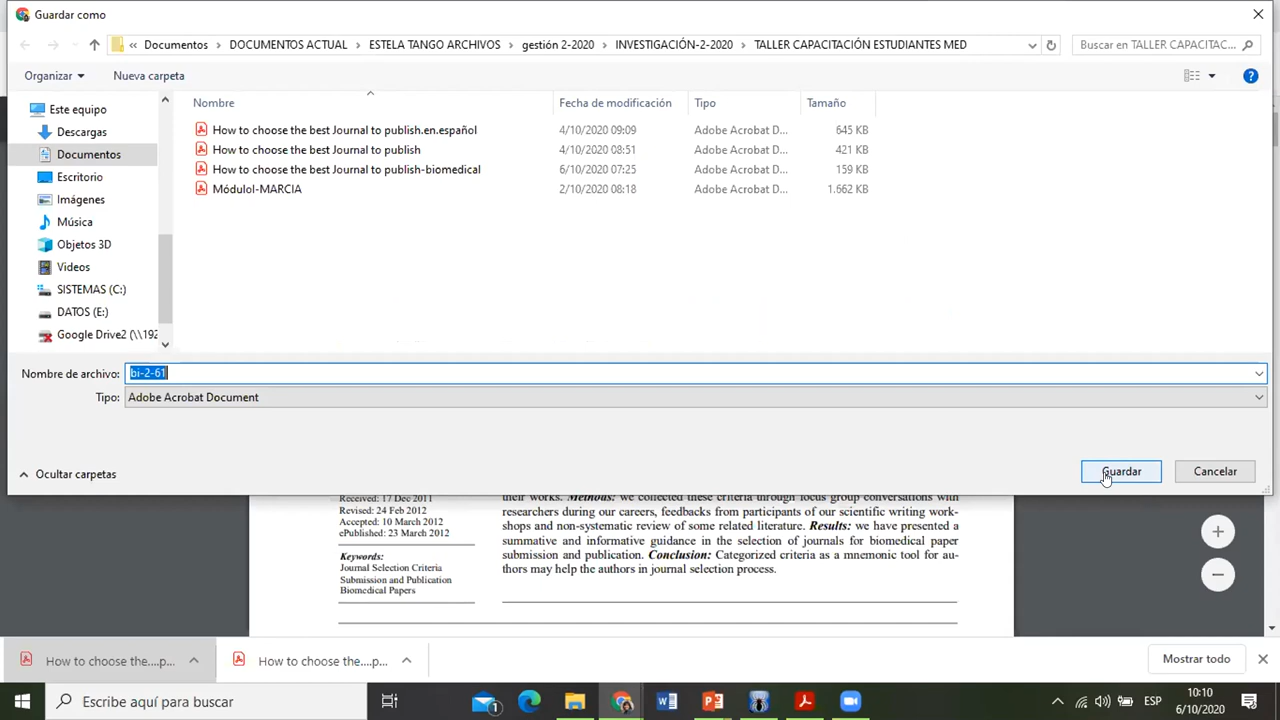 Guardar como
« Documentos › DOCUMENTOS ACTUAL › ESTELA TANGO ARCHIVOS › gestión 2-2020 › INVESTIGACIÓN-2-2020 › TALLER CAPACITACIÓN ESTUDIANTES MED
Buscar en TALLER CAPACITAC...
Organizar
Nueva carpeta
Este equipo
Descargas
Documentos
Escritorio
Imágenes
Música
Objetos 3D
Videos
SISTEMAS (C:)
DATOS (E:)
Google Drive2 (\\192
Nombre Fecha de modificación Tipo Tamaño
How to choose the best Journal to publish.en.español 4/10/2020 09:09 Adobe Acrobat D... 645 KB
How to choose the best Journal to publish 4/10/2020 08:51 Adobe Acrobat D... 421 KB
How to choose the best Journal to publish-biomedical 6/10/2020 07:25 Adobe Acrobat D... 159 KB
MóduloI-MARCIA 2/10/2020 08:18 Adobe Acrobat D... 1.662 KB
Nombre de archivo: bi-2-61
Tipo: Adobe Acrobat Document
Ocultar carpetas
Guardar
Cancelar
Received: 17 Dec 2011
Revised: 24 Feb 2012
Accepted: 10 March 2012
ePublished: 23 March 2012
Keywords:
Journal Selection Criteria
Submission and Publication
Biomedical Papers
their works. Methods: we collected these criteria through focus group conversations with
researchers during our careers, feedbacks from participants of our scientific writing work-
shops and non-systematic review of some related literature. Results: we have presented a
summative and informative guidance in the selection of journals for biomedical paper
submission and publication. Conclusion: Categorized criteria as a mnemonic tool for au-
thors may help the authors in journal selection process.
How to choose the....p...
How to choose the....p...
Mostrar todo
Escribe aquí para buscar
1
ESP
10:10
6/10/2020